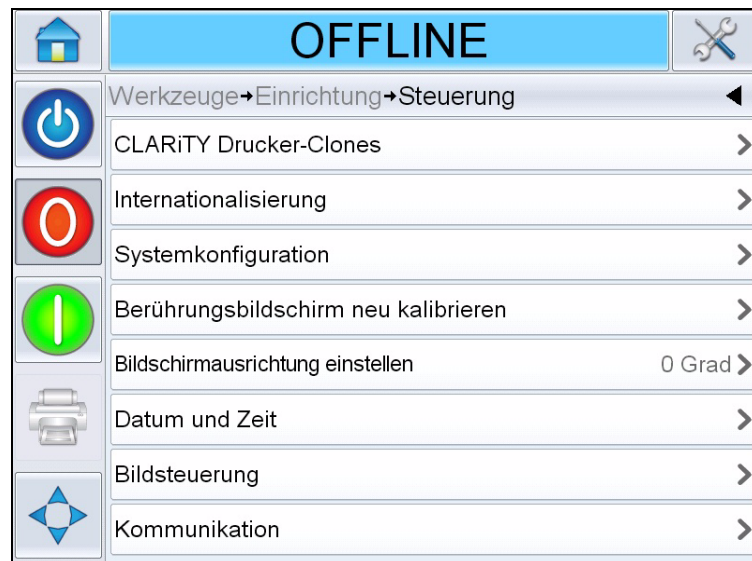 OFFLINE
Werkzeuge→Einrichtung→Steuerung
CLARiTY Drucker-Clones
Internationalisierung
Systemkonfiguration
Berührungsbildschirm neu kalibrieren
Bildschirmausrichtung einstellen 0 Grad
Datum und Zeit
Bildsteuerung
Kommunikation